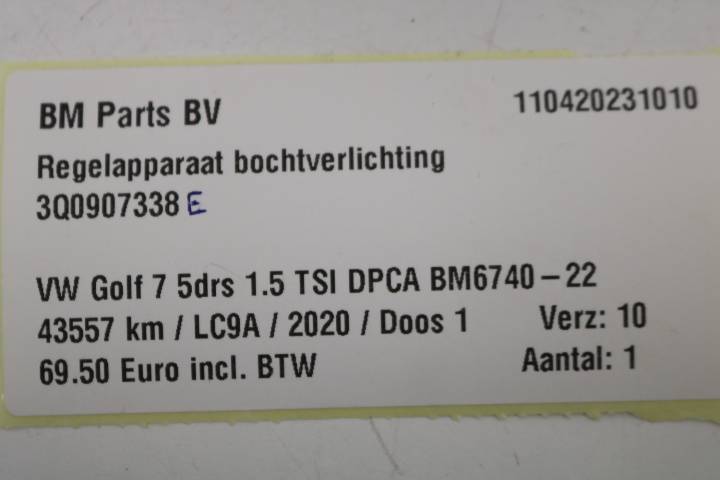 BM Parts BV 110420231010
Regelapparaat bochtverlichting
3Q0907338 E
VW Golf 7 5drs 1.5 TSI DPCA BM6740-22
43557 km / LC9A / 2020 / Doos 1 Verz: 10
69.50 Euro incl. BTW Aantal: 1